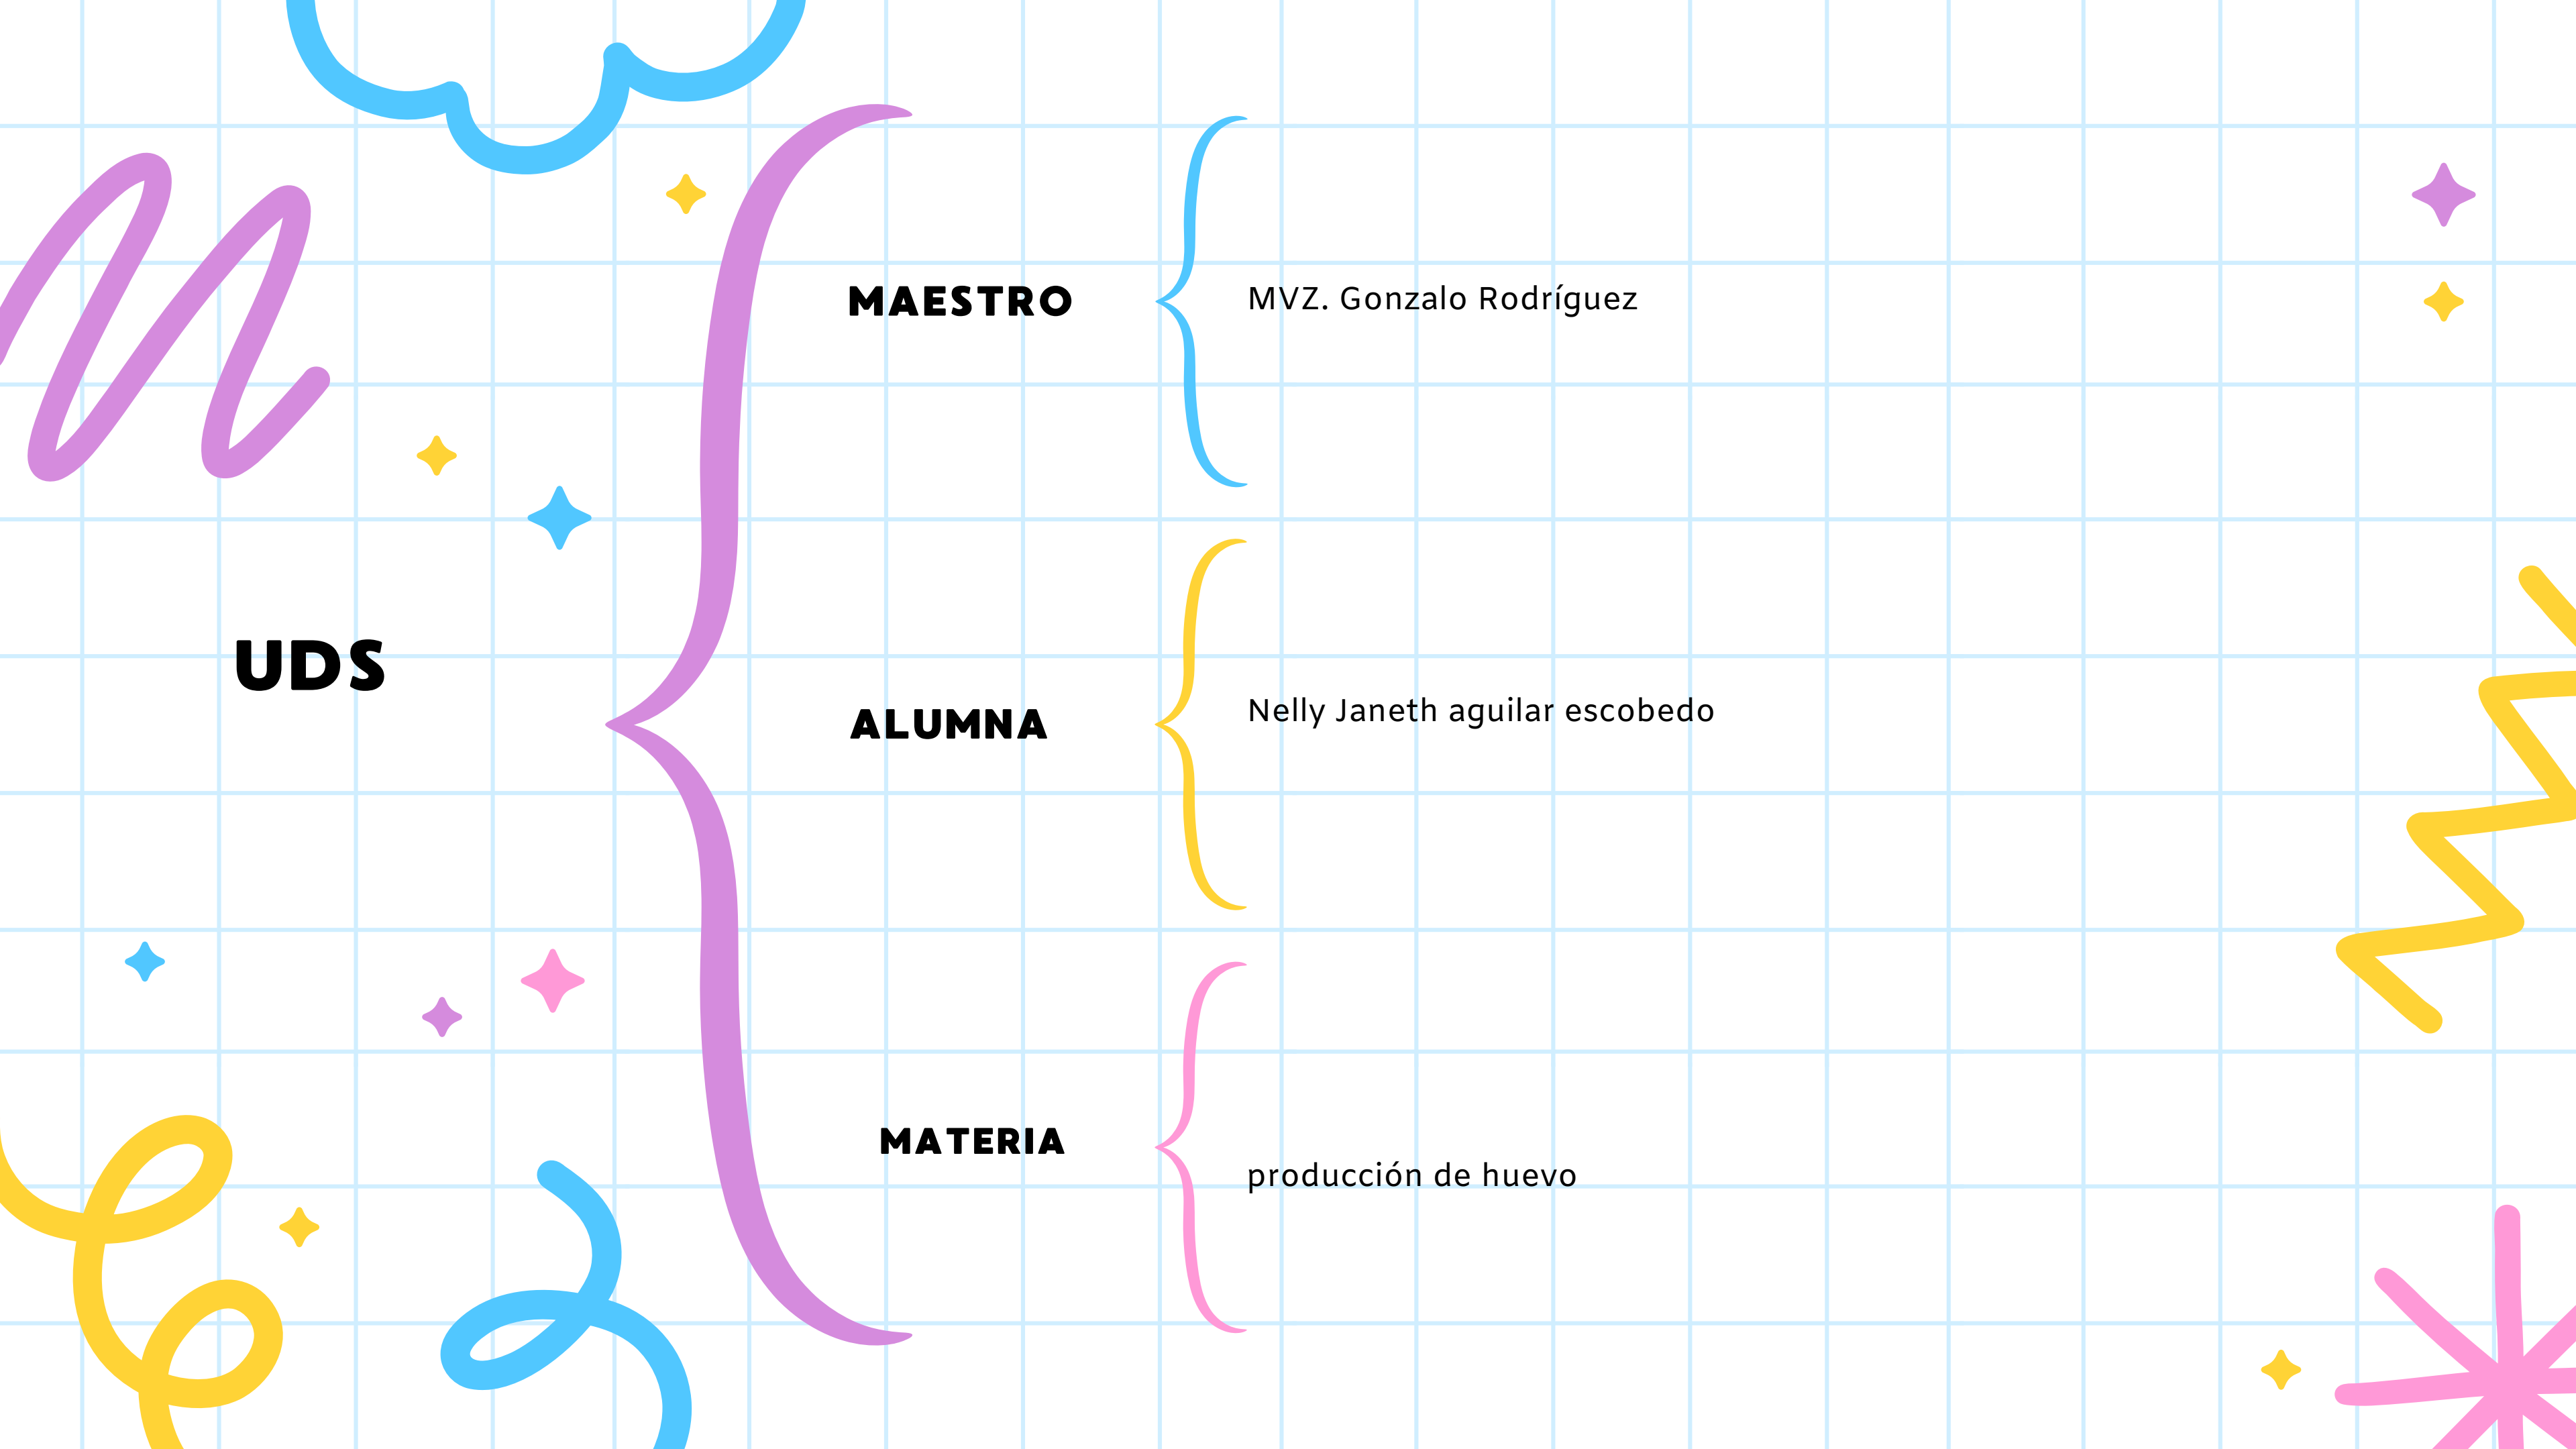 UDS
MAESTRO
MVZ. Gonzalo Rodríguez
ALUMNA
Nelly Janeth aguilar escobedo
MATERIA
producción de huevo